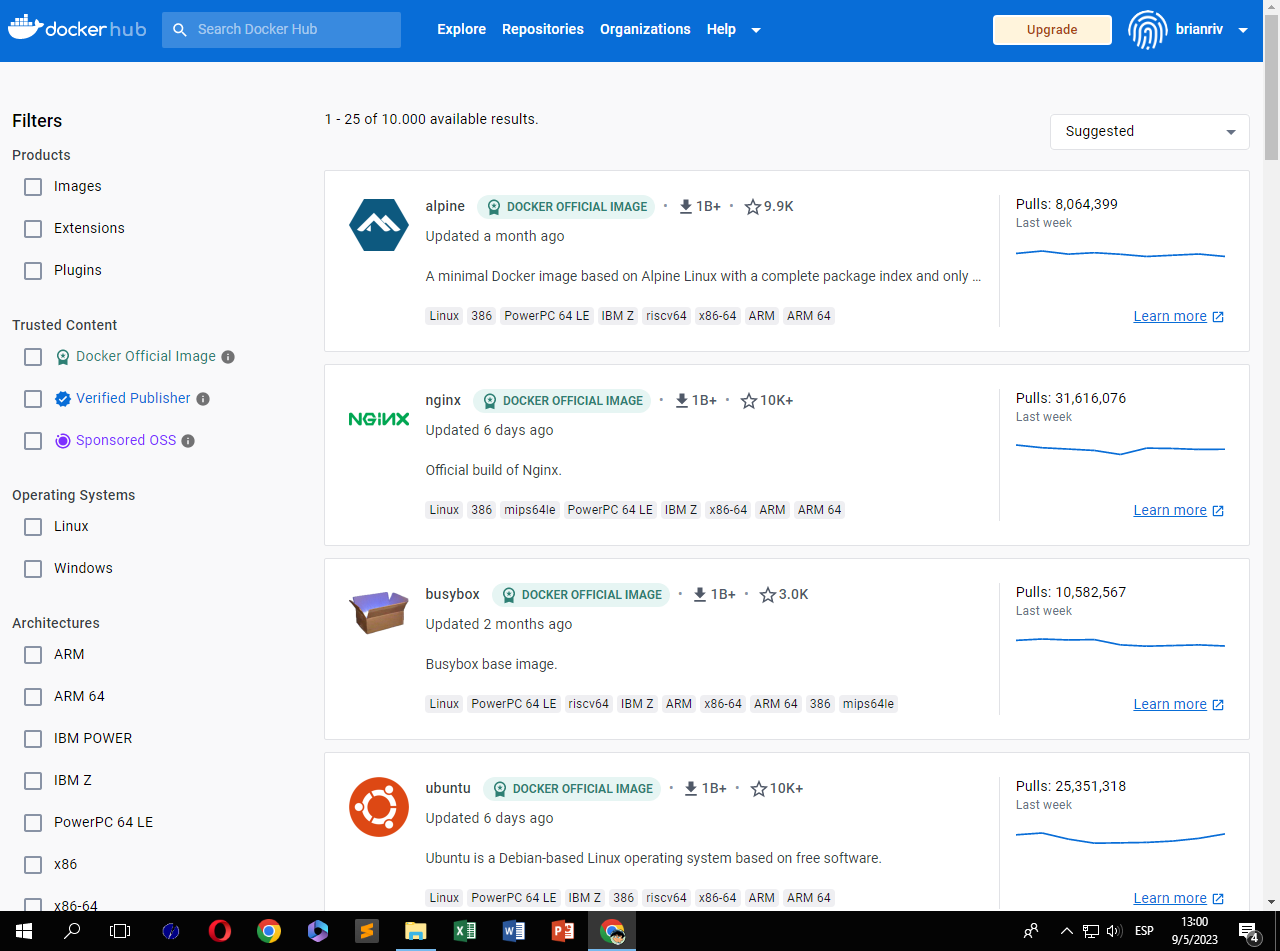 docker hub
Search Docker Hub
Explore Repositories Organizations Help
Upgrade
brianriv
Filters
Products
Images
Extensions
Plugins
Trusted Content
Docker Official Image
Verified Publisher
Sponsored OSS
Operating Systems
Linux
Windows
Architectures
ARM
ARM 64
IBM POWER
IBM Z
PowerPC 64 LE
x86
x86-64
1 - 25 of 10.000 available results.
Suggested
alpine DOCKER OFFICIAL IMAGE • 1B+ • 9.9K
Updated a month ago
A minimal Docker image based on Alpine Linux with a complete package index and only ...
Linux 386 PowerPC 64 LE IBM Z riscv64 x86-64 ARM ARM 64
Pulls: 8,064,399
Last week
Learn more
NGINX
nginx DOCKER OFFICIAL IMAGE • 1B+ • 10K+
Updated 6 days ago
Official build of Nginx.
Linux 386 mips64le PowerPC 64 LE IBM Z x86-64 ARM ARM 64
Pulls: 31,616,076
Last week
Learn more
busybox DOCKER OFFICIAL IMAGE • 1B+ • 3.0K
Updated 2 months ago
Busybox base image.
Linux PowerPC 64 LE riscv64 IBM Z ARM x86-64 ARM 64 386 mips64le
Pulls: 10,582,567
Last week
Learn more
ubuntu DOCKER OFFICIAL IMAGE • 1B+ • 10K+
Updated 6 days ago
Ubuntu is a Debian-based Linux operating system based on free software.
Linux PowerPC 64 LE IBM Z 386 riscv64 x86-64 ARM ARM 64
Pulls: 25,351,318
Last week
Learn more
ESP
13:00
9/5/2023
4